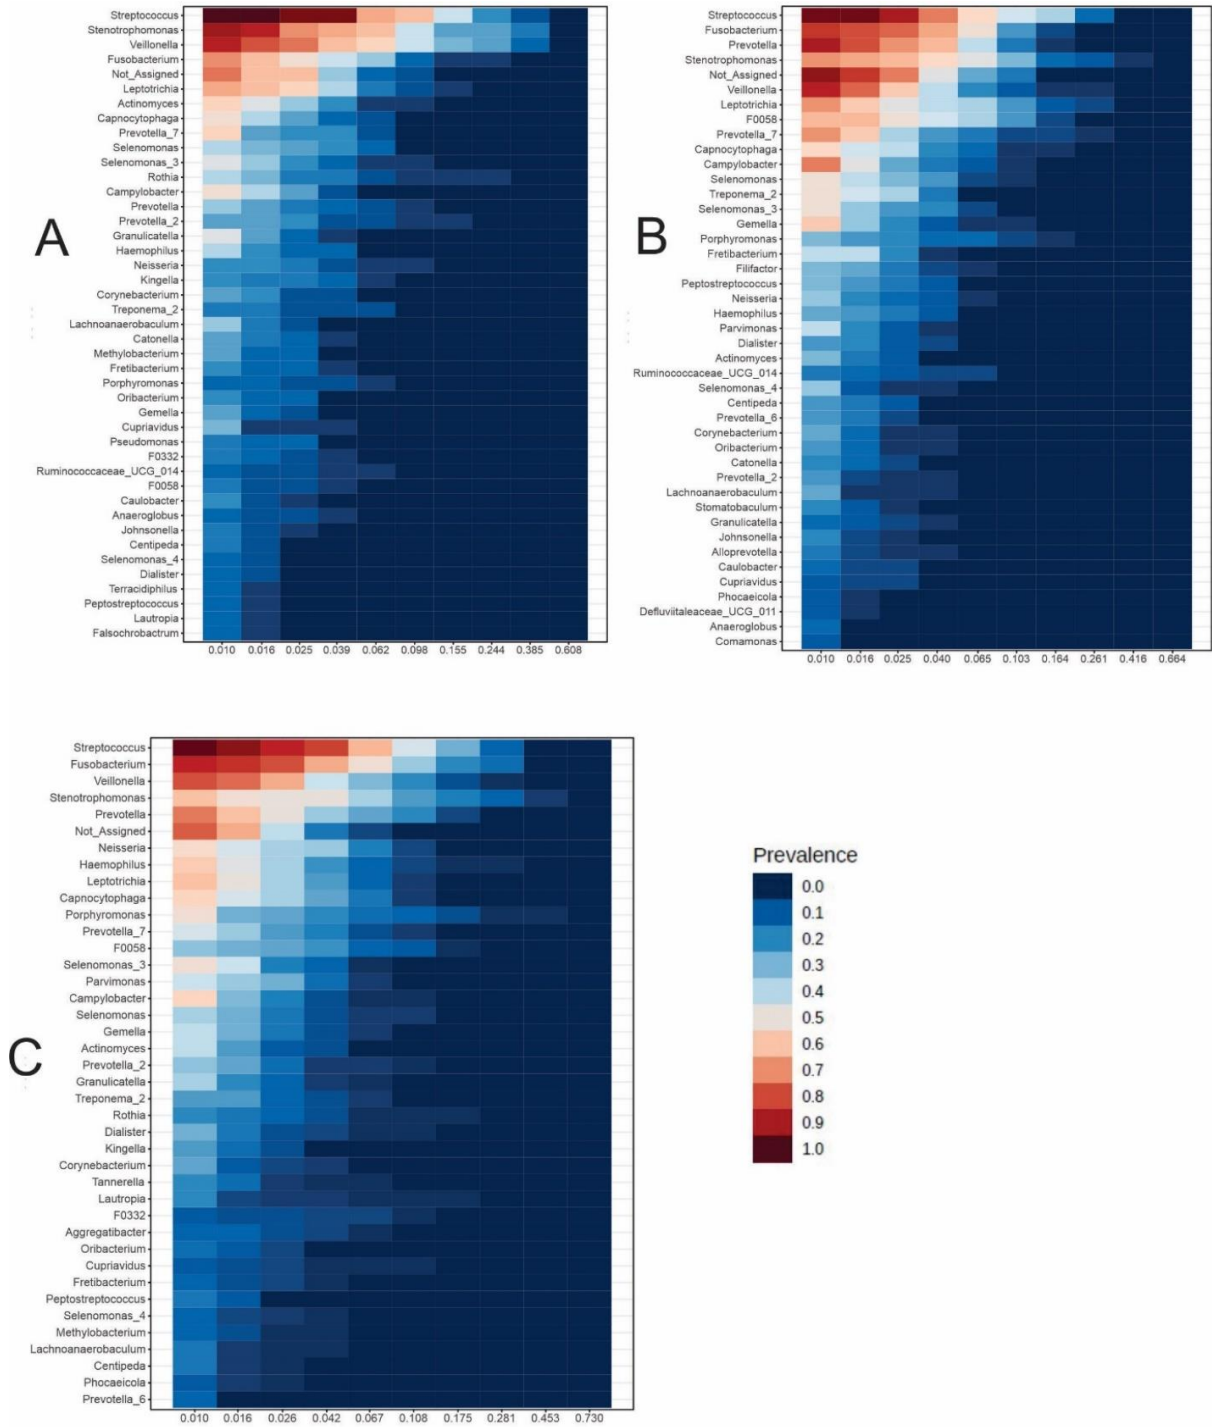 A
Streptococcus
Stenotrophomonas
Veillonella
Fusobacterium
Not_Assigned
Leptotrichia
Actinomyces
Capnocytophaga
Prevotella_7
Selenomonas
Selenomonas_3
Rothia
Campylobacter
Prevotella
Prevotella_2
Granulicatella
Haemophilus
Neisseria
Kingella
Corynebacterium
Treponema_2
Lachnoanaerobaculum
Catonella
Methylobacterium
Fretibacterium
Porphyromonas
Oribacterium
Gemella
Cupriavidus
Pseudomonas
F0332
Ruminococcaceae_UCG_014
F0058
Caulobacter
Anaeroglobus
Johnsonella
Centipeda
Selenomonas_4
Dialister
Terracidiphilus
Peptostreptococcus
Lautropia
Falsochrobactrum
0.010 0.016 0.025 0.039 0.062 0.098 0.155 0.244 0.385 0.608
B
Streptococcus
Fusobacterium
Prevotella
Stenotrophomonas
Not_Assigned
Veillonella
Leptotrichia
F0058
Prevotella_7
Capnocytophaga
Campylobacter
Selenomonas
Treponema_2
Selenomonas_3
Gemella
Porphyromonas
Fretibacterium
Filifactor
Peptostreptococcus
Neisseria
Haemophilus
Parvimonas
Dialister
Actinomyces
Ruminococcaceae_UCG_014
Selenomonas_4
Centipeda
Prevotella_6
Corynebacterium
Oribacterium
Catonella
Prevotella_2
Lachnoanaerobaculum
Stomatobaculum
Granulicatella
Johnsonella
Alloprevotella
Caulobacter
Cupriavidus
Phocaeicola
Defluviitaleaceae_UCG_011
Anaeroglobus
Comamonas
0.010 0.016 0.025 0.040 0.065 0.103 0.164 0.261 0.416 0.664
C
Streptococcus
Fusobacterium
Veillonella
Stenotrophomonas
Prevotella
Not_Assigned
Neisseria
Haemophilus
Leptotrichia
Capnocytophaga
Porphyromonas
Prevotella_7
F0058
Selenomonas_3
Parvimonas
Campylobacter
Selenomonas
Gemella
Actinomyces
Prevotella_2
Granulicatella
Treponema_2
Rothia
Dialister
Kingella
Corynebacterium
Tannerella
Lautropia
F0332
Aggregatibacter
Oribacterium
Cupriavidus
Fretibacterium
Peptostreptococcus
Selenomonas_4
Methylobacterium
Lachnoanaerobaculum
Centipeda
Phocaeicola
Prevotella_6
0.010 0.016 0.026 0.042 0.067 0.108 0.175 0.281 0.453 0.730
Prevalence
0.0
0.1
0.2
0.3
0.4
0.5
0.6
0.7
0.8
0.9
1.0